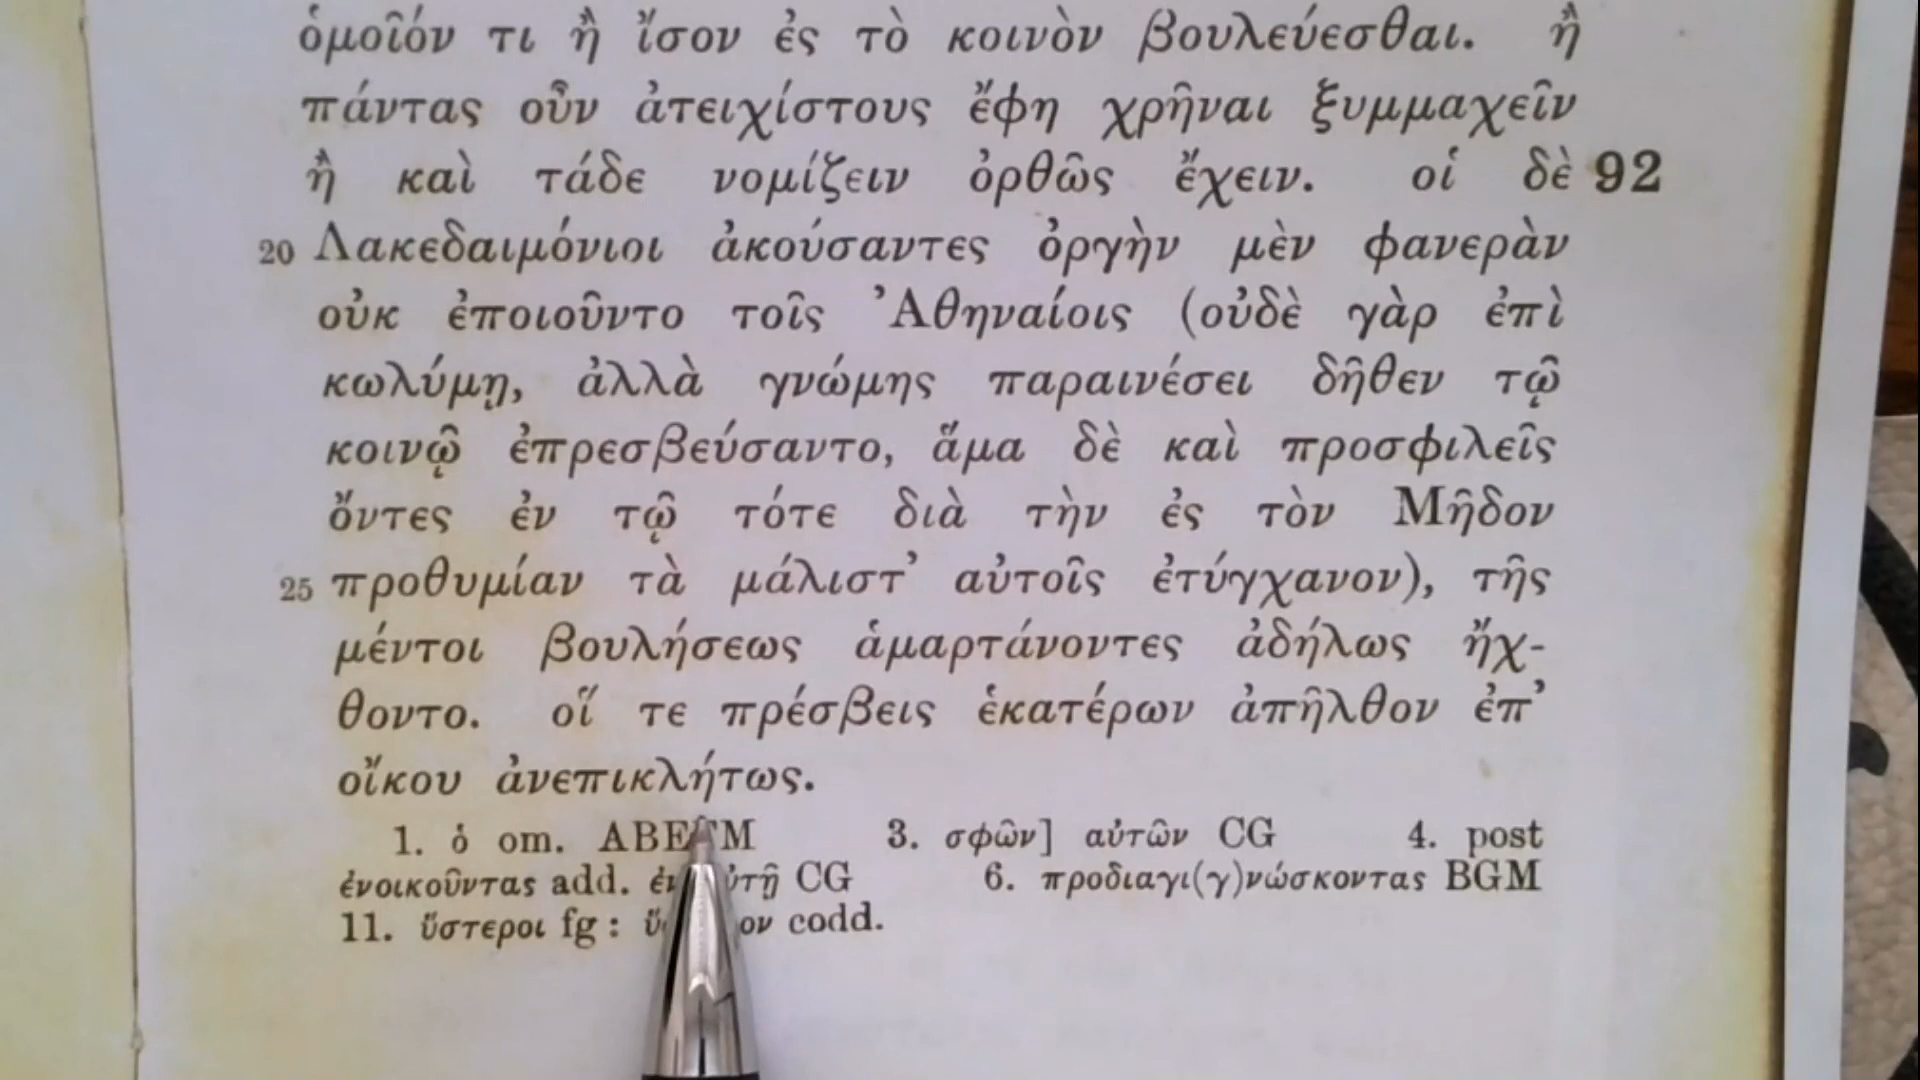 ὁμοῖόν τι ἢ ἴσον ἐς τὸ κοινὸν βουλεύεσθαι. ἢ
πάντας οὖν ἀτειχίστους ἔφη χρῆναι ξυμμαχεῖν
ἢ καὶ τάδε νομίζειν ὀρθῶς ἔχειν. οἱ δὲ 92
20 Λακεδαιμόνιοι ἀκούσαντες ὀργὴν μὲν φανερὰν
οὐκ ἐποιοῦντο τοῖς Ἀθηναίοις (οὐδὲ γὰρ ἐπὶ
κωλύμῃ, ἀλλὰ γνώμης παραινέσει δῆθεν τῷ
κοινῷ ἐπρεσβεύσαντο, ἅμα δὲ καὶ προσφιλεῖς
ὄντες ἐν τῷ τότε διὰ τὴν ἐς τὸν Μῆδον
25 προθυμίαν τὰ μάλιστ’ αὐτοῖς ἐτύγχανον), τῆς
μέντοι βουλήσεως ἁμαρτάνοντες ἀδήλως ἤχ-
θοντο. οἵ τε πρέσβεις ἑκατέρων ἀπῆλθον ἐπ’
οἴκου ἀνεπικλήτως.
1. ὁ om. 3. σφῶν] αὐτῶν CG 4. post
ἐνοικοῦντας add. CG 6. προδιαγι(γ)νώσκοντας BGM
11. ὕστεροι fg : codd.